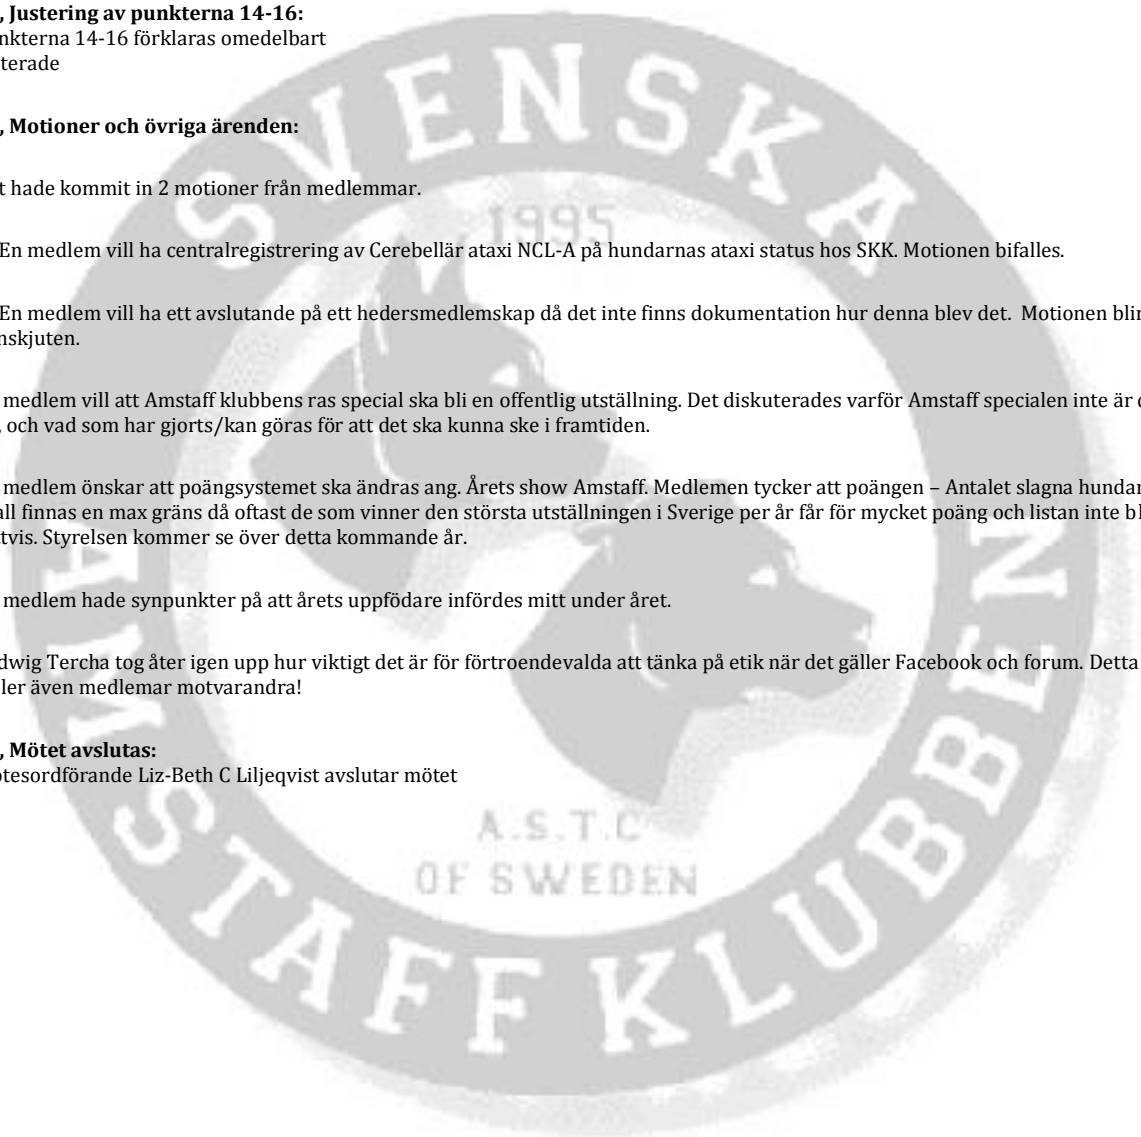 , Justering av punkterna 14-16:
nkterna 14-16 förklaras omedelbart
terade
, Motioner och övriga ärenden:
t hade kommit in 2 motioner från medlemmar.
En medlem vill ha centralregistrering av Cerebellär ataxi NCL-A på hundarnas ataxi status hos SKK. Motionen bifalles.
En medlem vill ha ett avslutande på ett hedersmedlemskap då det inte finns dokumentation hur denna blev det. Motionen blir
nskjuten.
medlem vill att Amstaff klubbens ras special ska bli en offentlig utställning. Det diskuterades varför Amstaff specialen inte är
, och vad som har gjorts/kan göras för att det ska kunna ske i framtiden.
medlem önskar att poängsystemet ska ändras ang. Årets show Amstaff. Medlemen tycker att poängen – Antalet slagna hundar
all finnas en max gräns då oftast de som vinner den största utställningen i Sverige per år får för mycket poäng och listan inte bl
tvis. Styrelsen kommer se över detta kommande år.
medlem hade synpunkter på att årets uppfödare infördes mitt under året.
dwig Tercha tog åter igen upp hur viktigt det är för förtroendevalda att tänka på etik när det gäller Facebook och forum. Detta
ler även medlemar motvarandra!
, Mötet avslutas:
tesordförande Liz-Beth C Liljeqvist avslutar mötet
SVENSKA
1995
AMSTAFFKLUBBEN
A.S.T.C
OF SWEDEN